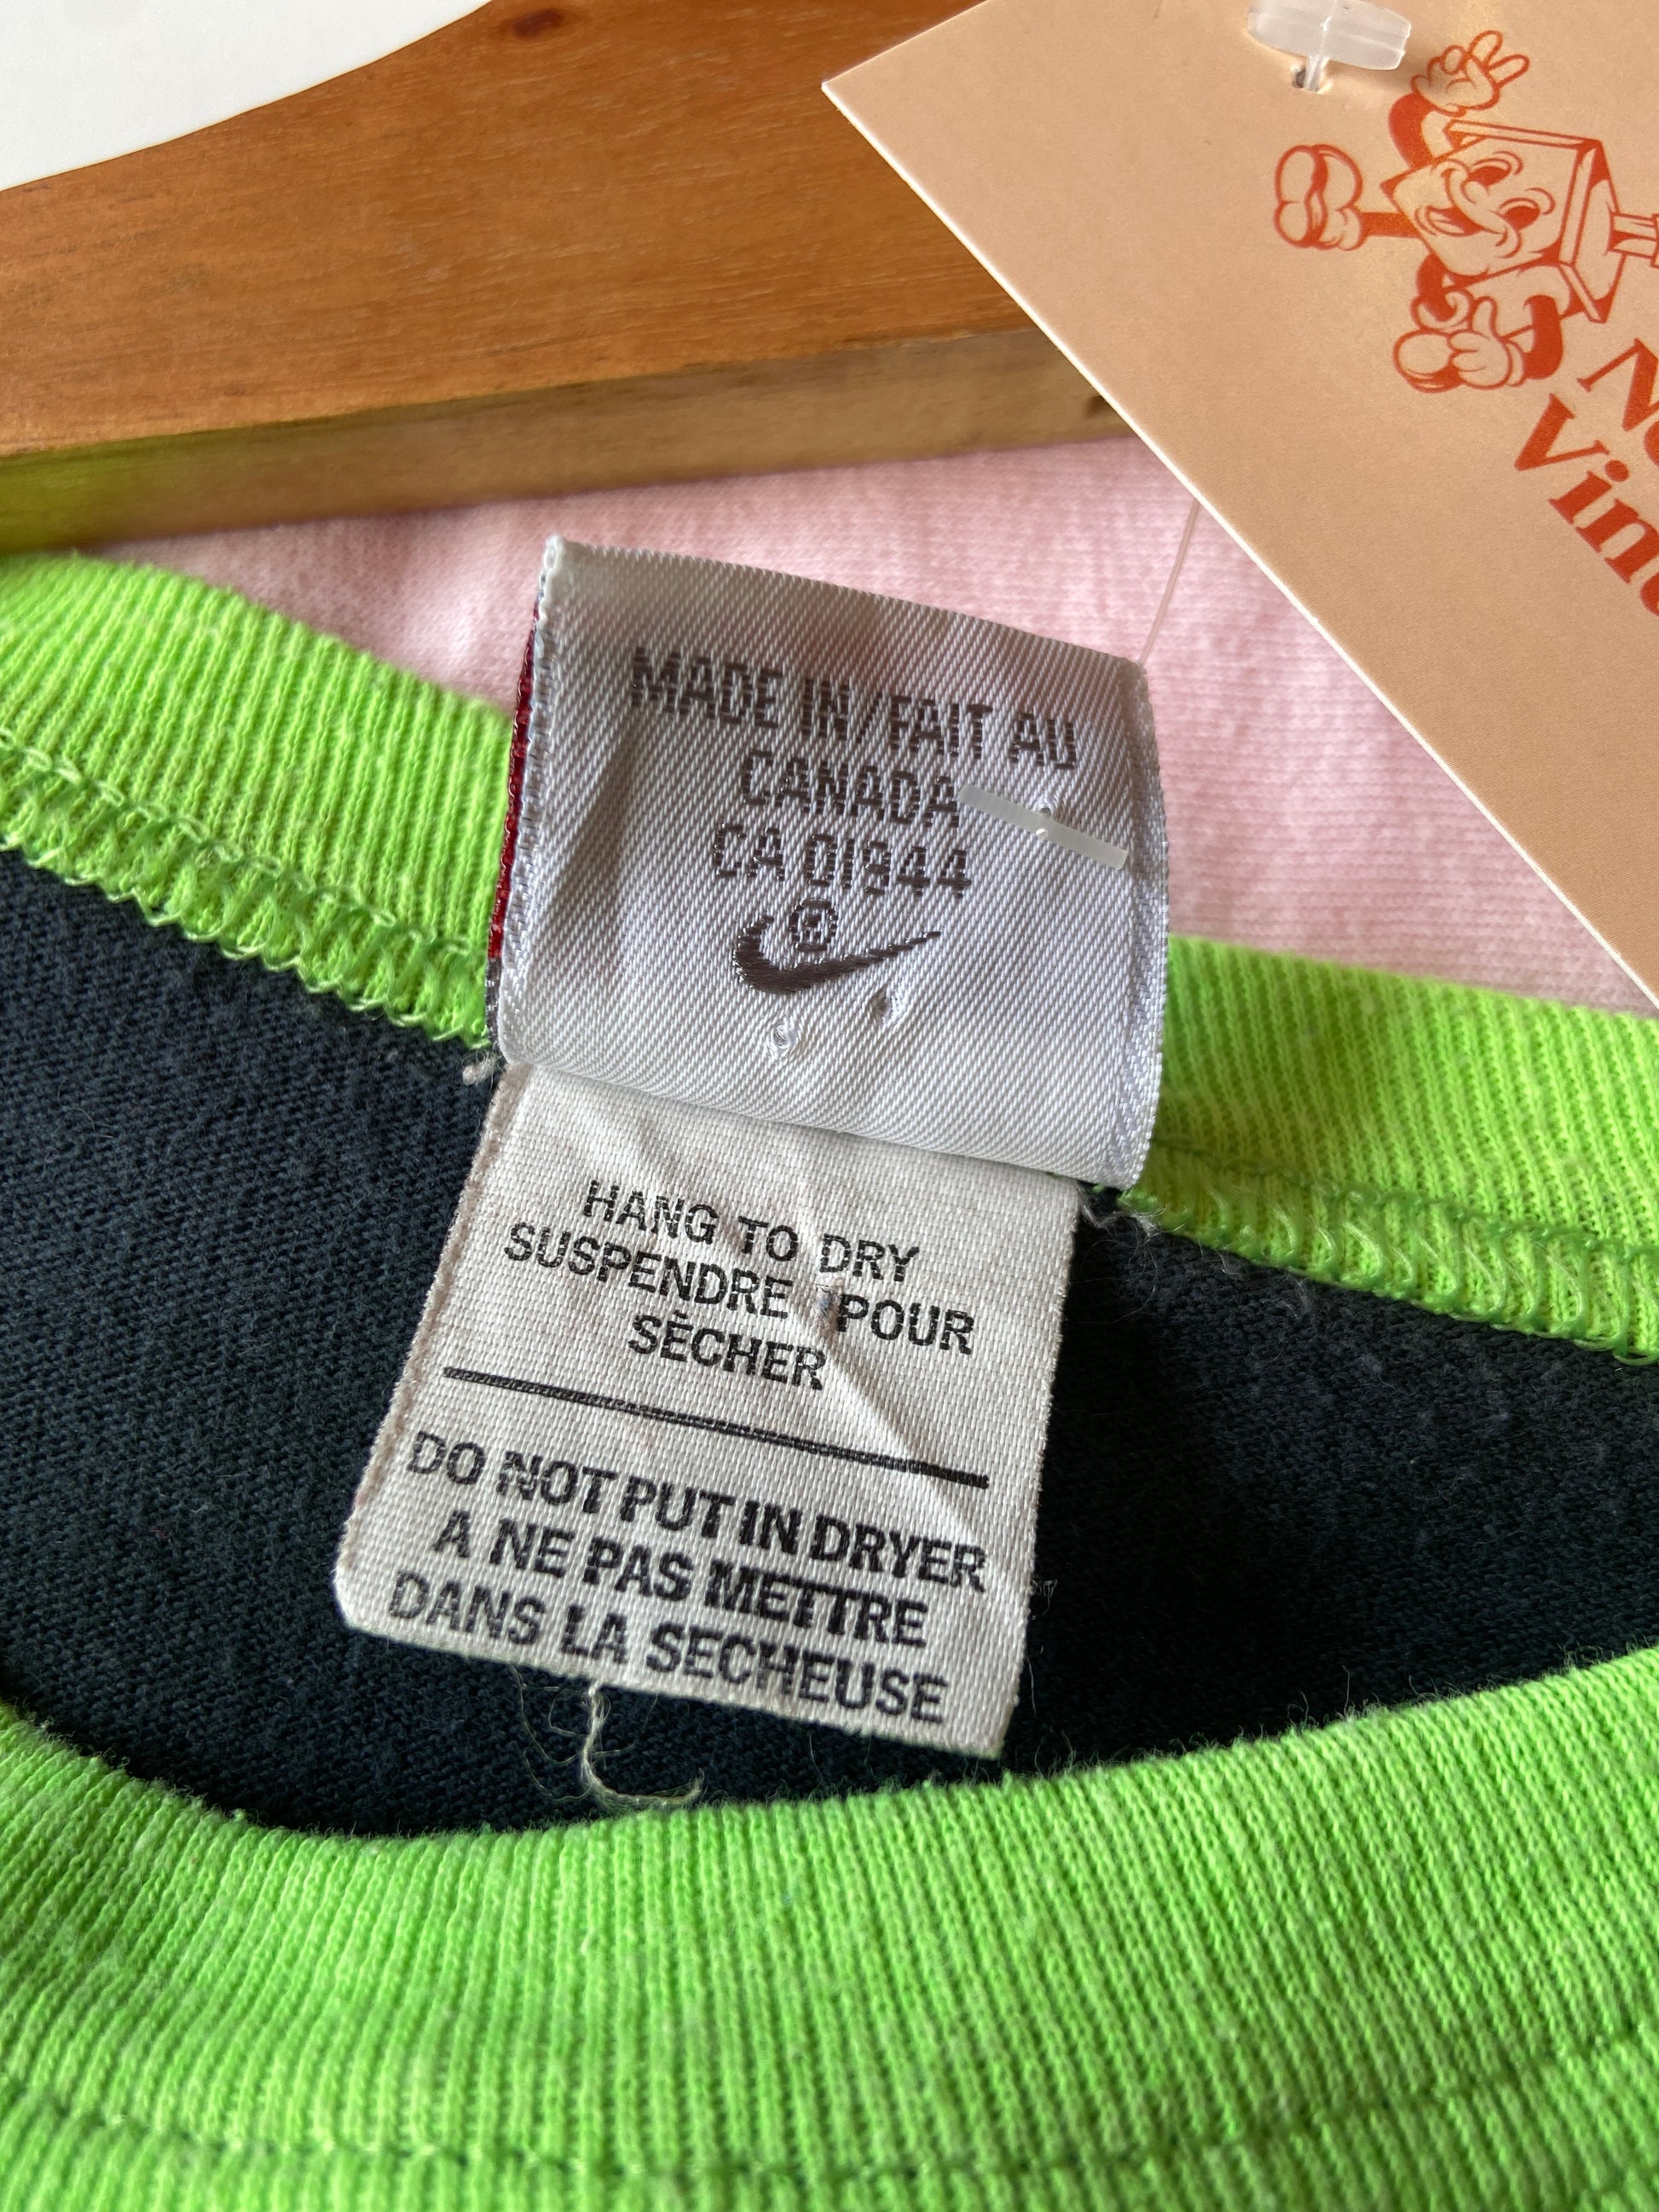 MADE IN/FAIT AU
CANADA
CA 01944
®
HANG TO DRY
SUSPENDRE POUR
SÉCHER
DO NOT PUT IN DRYER
A NE PAS METTRE
DANS LA SECHEUSE